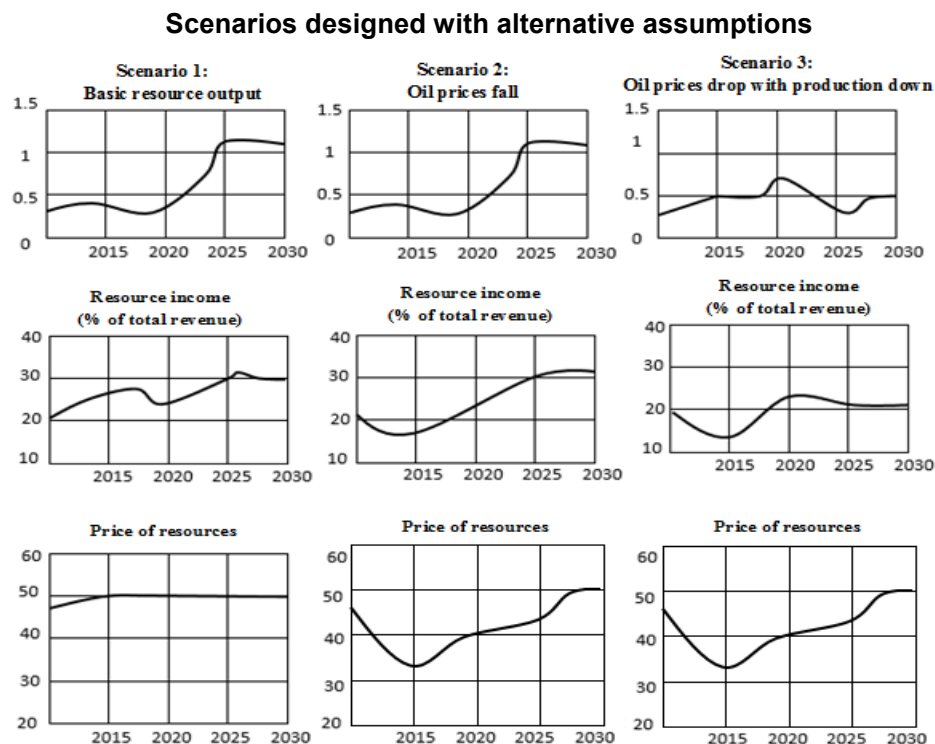 Scenarios designed with alternative assumptions
Scenario 1:
Basic resource output
1.5
1
0.5
0
2015 2020 2025 2030
Scenario 2:
Oil prices fall
1.5
1
0.5
0
2015 2020 2025 2030
Scenario 3:
Oil prices drop with production down
1.5
1
0.5
0
2015 2020 2025 2030
Resource income
(% of total revenue)
40
30
20
10
2015 2020 2025 2030
Resource income
(% of total revenue)
40
30
20
10
2015 2020 2025 2030
Resource income
(% of total revenue)
40
30
20
10
2015 2020 2025 2030
Price of resources
60
50
40
30
20
2015 2020 2025 2030
Price of resources
60
50
40
30
20
2015 2020 2025 2030
Price of resources
60
50
40
30
20
2015 2020 2025 2030